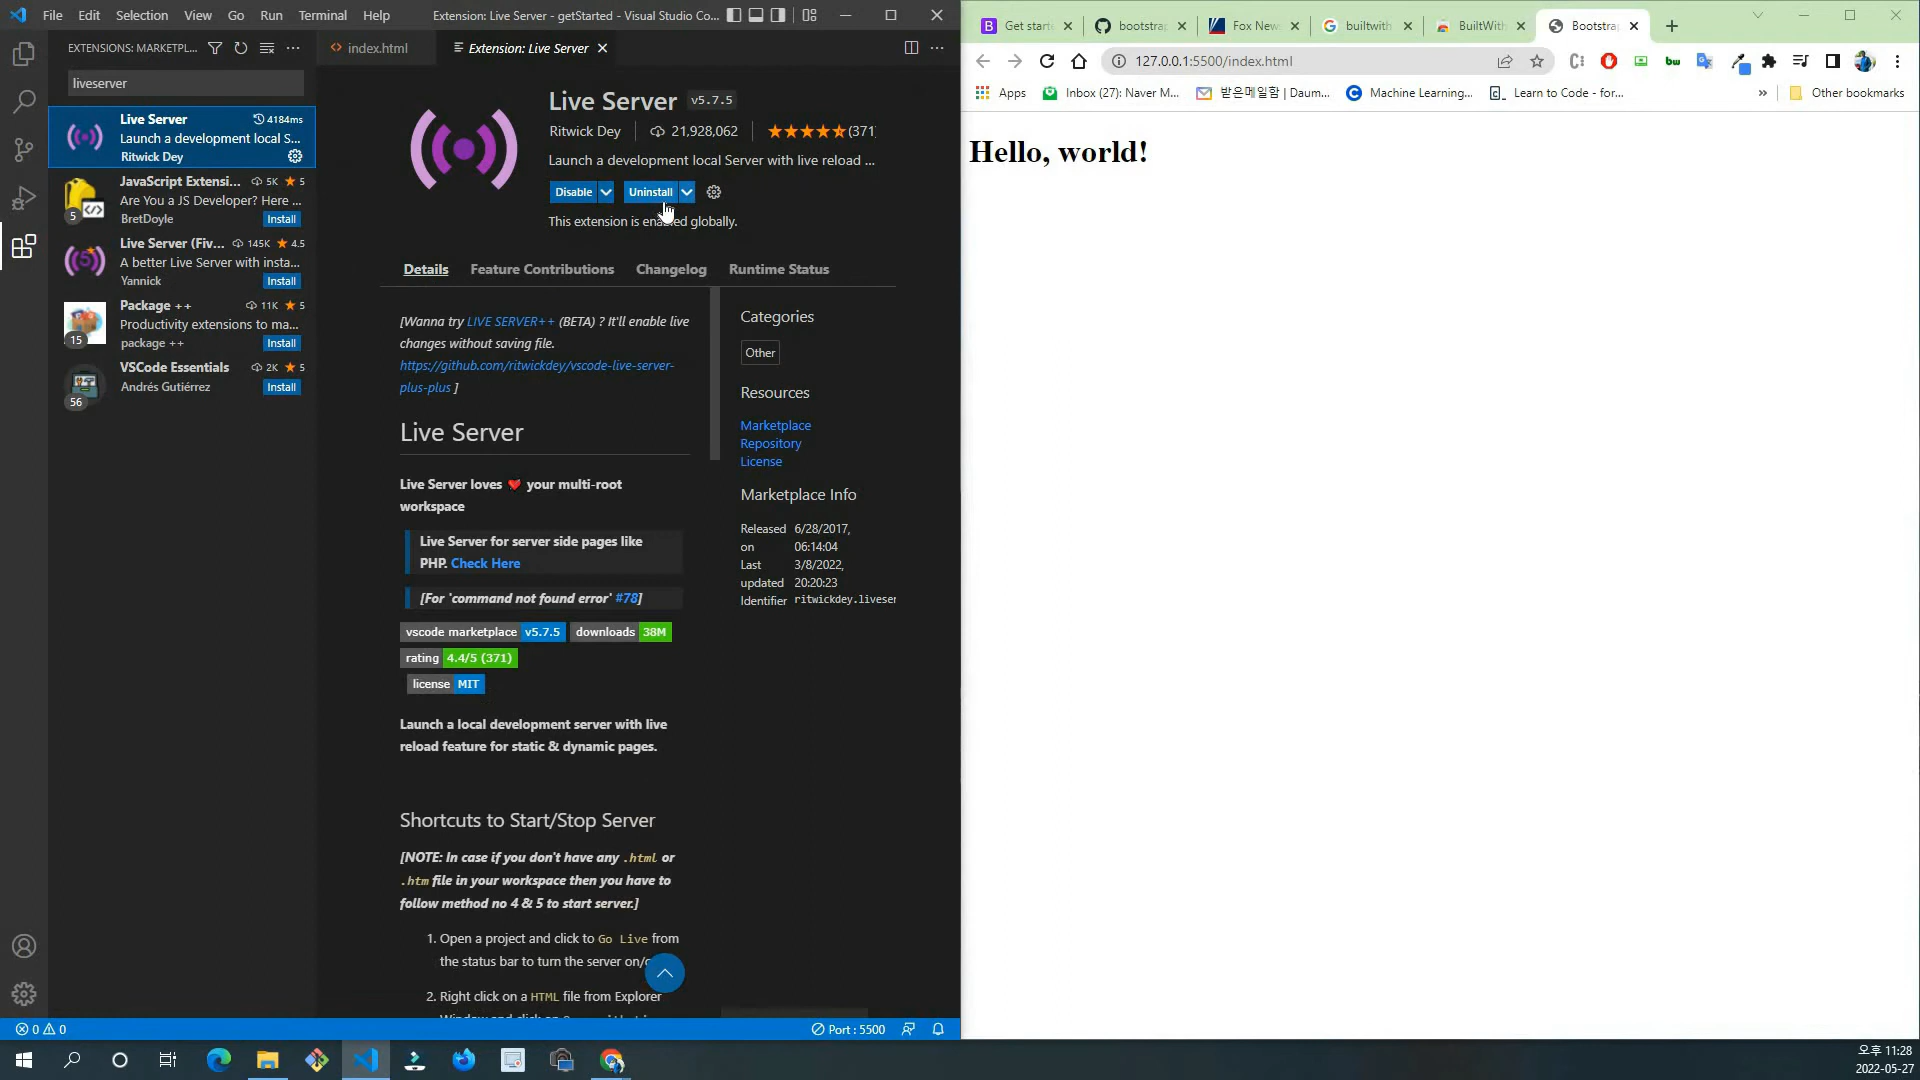 File Edit Selection View Go Run Terminal Help Extension: Live Server - getStarted - Visual Studio Co...
EXTENSIONS: MARKETPL...
liveserver
Live Server 4184ms
Launch a development local S...
Ritwick Dey
JavaScript Extensi... 5K 5
Are You a JS Developer? Here ...
BretDoyle Install
5
Live Server (Fiv... 145K 4.5
A better Live Server with insta...
Yannick Install
Package ++ 11K 5
Productivity extensions to ma...
package ++ Install
15
VSCode Essentials 2K 5
Andrés Gutiérrez Install
56
index.html Extension: Live Server
Live Server v5.7.5
Ritwick Dey 21,928,062 (371)
Launch a development local Server with live reload ...
Disable Uninstall
This extension is enabled globally.
Details Feature Contributions Changelog Runtime Status
[Wanna try LIVE SERVER++ (BETA) ? It'll enable live
changes without saving file.
https://github.com/ritwickdey/vscode-live-server-
plus-plus ]
Live Server
Live Server loves your multi-root
workspace
Live Server for server side pages like
PHP. Check Here
[For 'command not found error' #78]
vscode marketplace v5.7.5 downloads 38M
rating 4.4/5 (371)
license MIT
Launch a local development server with live
reload feature for static & dynamic pages.
Shortcuts to Start/Stop Server
[NOTE: In case if you don't have any .html or
.htm file in your workspace then you have to
follow method no 4 & 5 to start server.]
1. Open a project and click to Go Live from
the status bar to turn the server on/
2. Right click on a HTML file from Explorer
Categories
Other
Resources
Marketplace
Repository
License
Marketplace Info
Released on 6/28/2017, 06:14:04
Last updated 3/8/2022, 20:20:23
Identifier ritwickdey.liveser
0 0 Port : 5500
Get start Bootstrap Fox New builtwith BuiltWith Bootstra
127.0.0.1:5500/index.html
Apps Inbox (27): Naver M... 받은메일함 | Daum... Machine Learning... Learn to Code - for... » Other bookmarks
Hello, world!
오후 11:28
2022-05-27